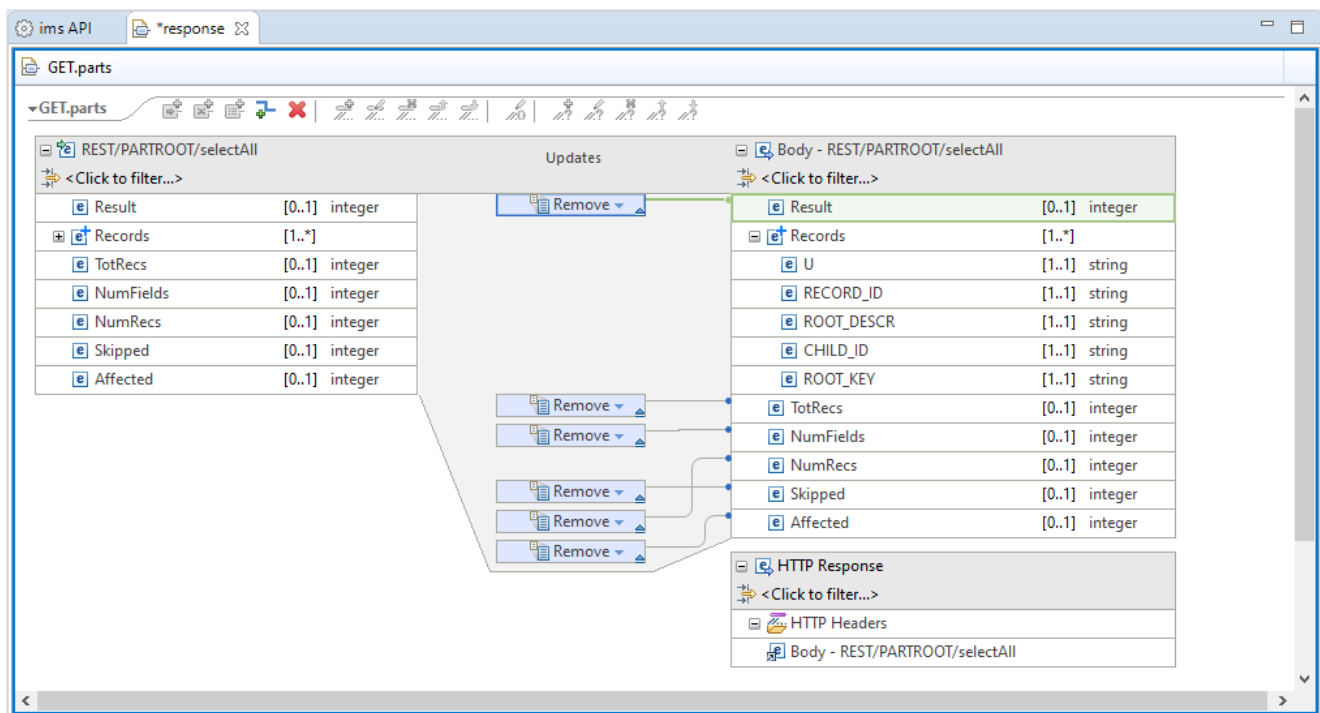 ims API
*response
GET.parts
GET.parts
REST/PARTROOT/selectAll
<Click to filter...>
Result [0..1] integer
Records [1..*]
TotRecs [0..1] integer
NumFields [0..1] integer
NumRecs [0..1] integer
Skipped [0..1] integer
Affected [0..1] integer
Updates
Remove
Remove
Remove
Remove
Remove
Remove
Body - REST/PARTROOT/selectAll
<Click to filter...>
Result [0..1] integer
Records [1..*]
U [1..1] string
RECORD_ID [1..1] string
ROOT_DESCR [1..1] string
CHILD_ID [1..1] string
ROOT_KEY [1..1] string
TotRecs [0..1] integer
NumFields [0..1] integer
NumRecs [0..1] integer
Skipped [0..1] integer
Affected [0..1] integer
HTTP Response
<Click to filter...>
HTTP Headers
Body - REST/PARTROOT/selectAll